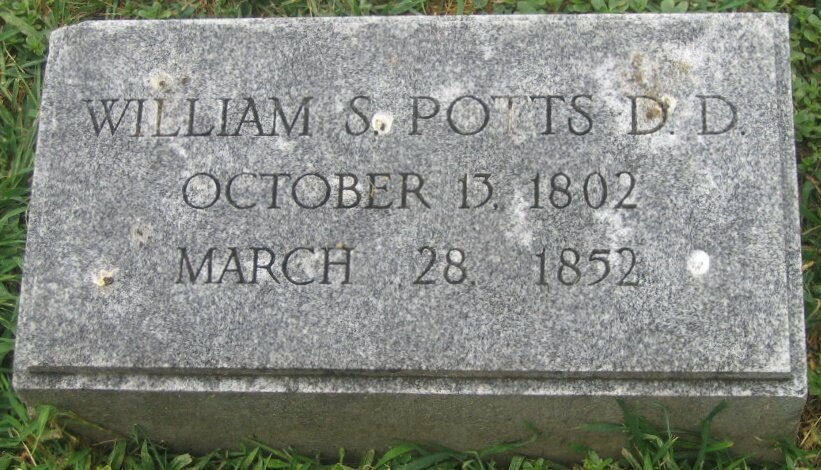 WILLIAM S. POTTS D. D.
OCTOBER 13, 1802
MARCH 28, 1852